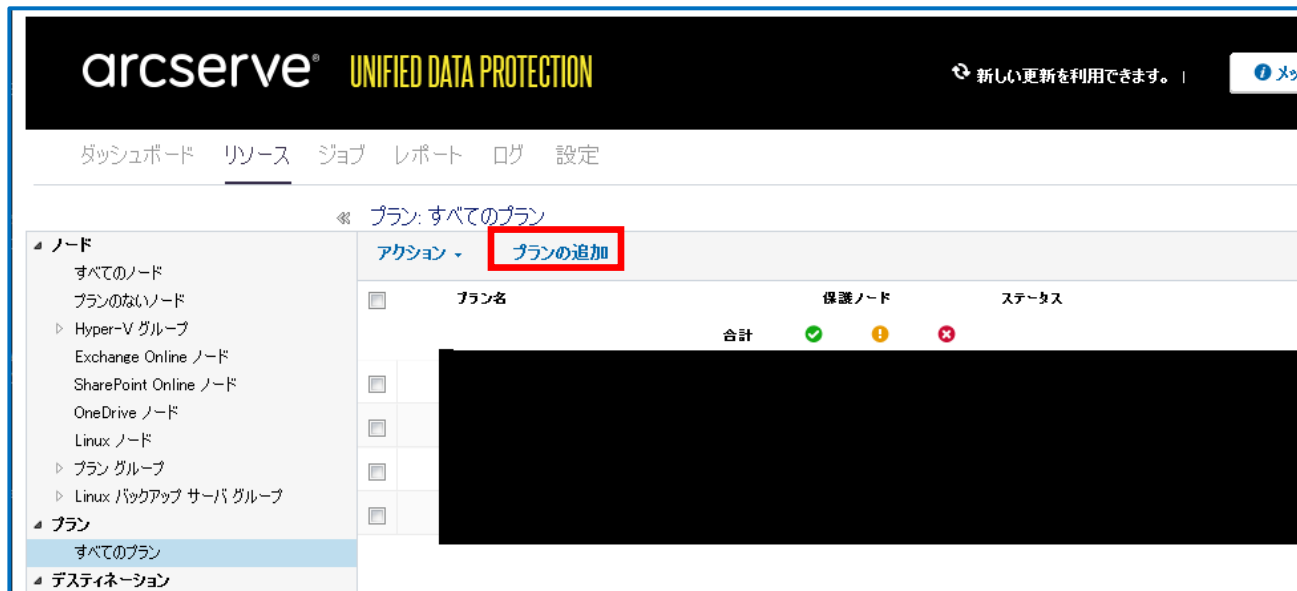 arcserve® UNIFIED DATA PROTECTION
新しい更新を利用できます。 |
ダッシュボード リソース ジョブ レポート ログ 設定
プラン: すべてのプラン
アクション プランの追加
ノード
すべてのノード
プランのないノード
Hyper-V グループ
Exchange Online ノード
SharePoint Online ノード
OneDrive ノード
Linux ノード
プラン グループ
Linux バックアップ サーバ グループ
プラン
すべてのプラン
デスティネーション
プラン名 保護ノード ステータス
合計